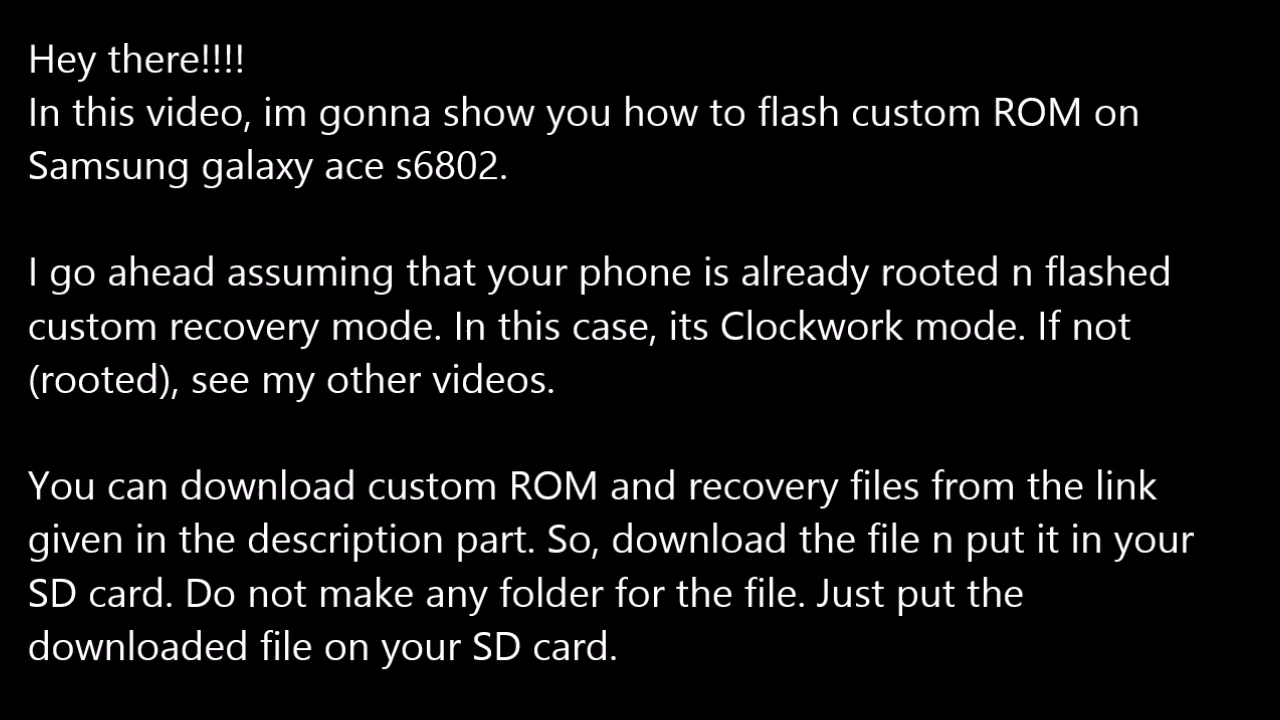 Hey there!!!!
In this video, im gonna show you how to flash custom ROM on
Samsung galaxy ace s6802.
I go ahead assuming that your phone is already rooted n flashed
custom recovery mode. In this case, its Clockwork mode. If not
(rooted), see my other videos.
You can download custom ROM and recovery files from the link
given in the description part. So, download the file n put it in your
SD card. Do not make any folder for the file. Just put the
downloaded file on your SD card.